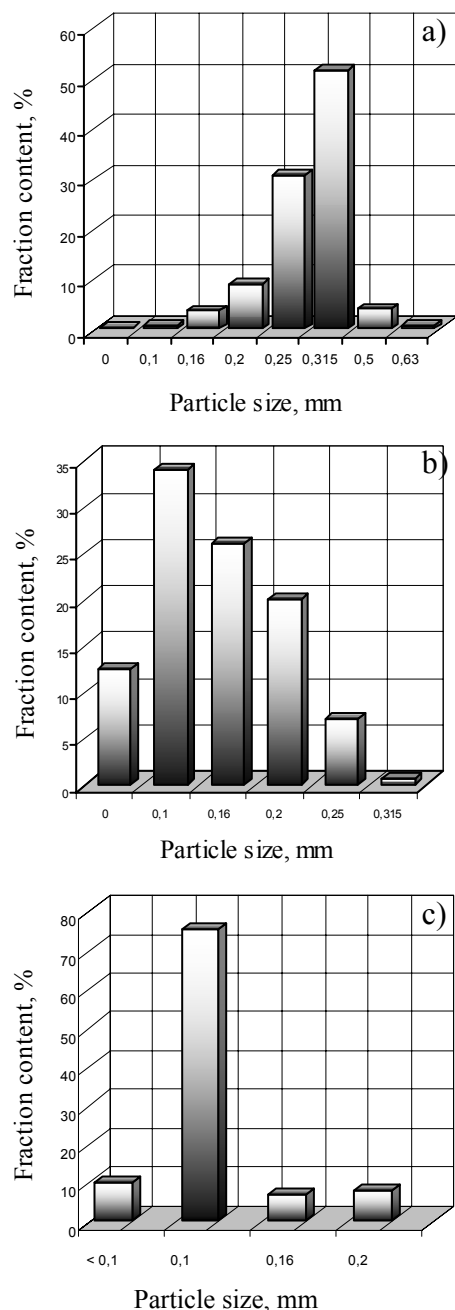 a)
Fraction content, %
60
50
40
30
20
10
0
0 0,1 0,16 0,2 0,25 0,315 0,5 0,63
Particle size, mm
b)
Fraction content, %
35
30
25
20
15
10
5
0
0 0,1 0,16 0,2 0,25 0,315
Particle size, mm
c)
Fraction content, %
80
70
60
50
40
30
20
10
0
< 0,1 0,1 0,16 0,2
Particle size, mm